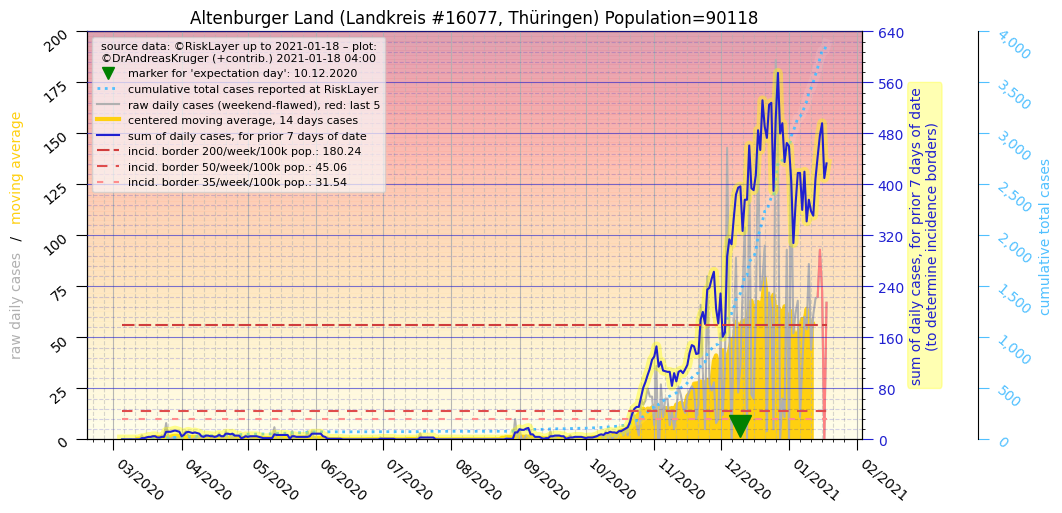 Altenburger Land (Landkreis #16077, Thüringen) Population=90118
source data: ©RiskLayer up to 2021-01-18 – plot:
©DrAndreasKruger (+contrib.) 2021-01-18 04:00
marker for 'expectation day': 10.12.2020
cumulative total cases reported at RiskLayer
raw daily cases (weekend-flawed), red: last 5
centered moving average, 14 days cases
sum of daily cases, for prior 7 days of date
incid. border 200/week/100k pop.: 180.24
incid. border 50/week/100k pop.: 45.06
incid. border 35/week/100k pop.: 31.54
raw daily cases / moving average
200
175
150
125
100
75
50
25
0
03/2020
04/2020
05/2020
06/2020
07/2020
08/2020
09/2020
10/2020
11/2020
12/2020
01/2021
02/2021
640
560
480
400
320
240
160
80
0
sum of daily cases, for prior 7 days of date
(to determine incidence borders)
4,000
3,500
3,000
2,500
2,000
1,500
1,000
500
0
cumulative total cases